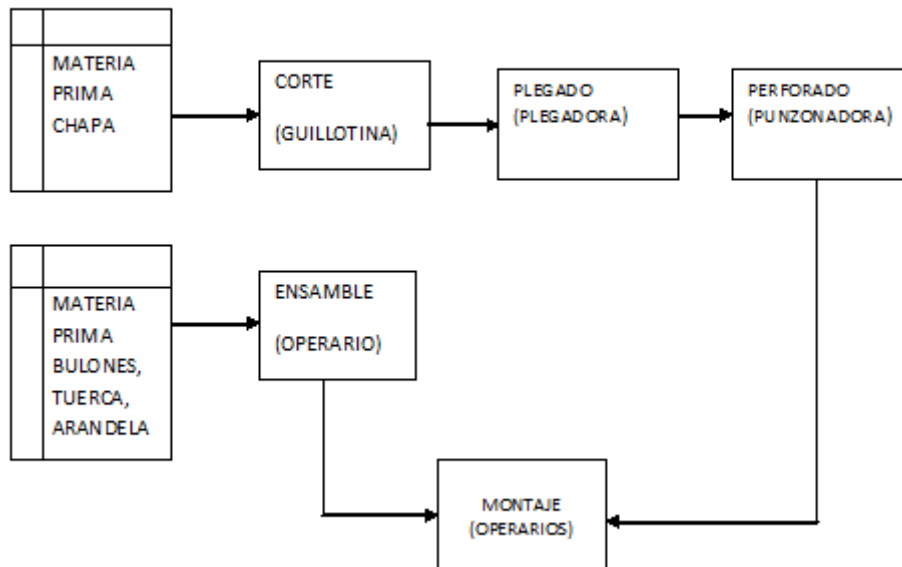 MATERIA
PRIMA
CHAPA
CORTE
(GUILLOTINA)
PLEGADO
(PLEGADORA)
PERFORADO
(PUNZONADORA)
MATERIA
PRIMA
BULONES,
TUERCA,
ARANDELA
ENSAMBLE
(OPERARIO)
MONTAJE
(OPERARIOS)